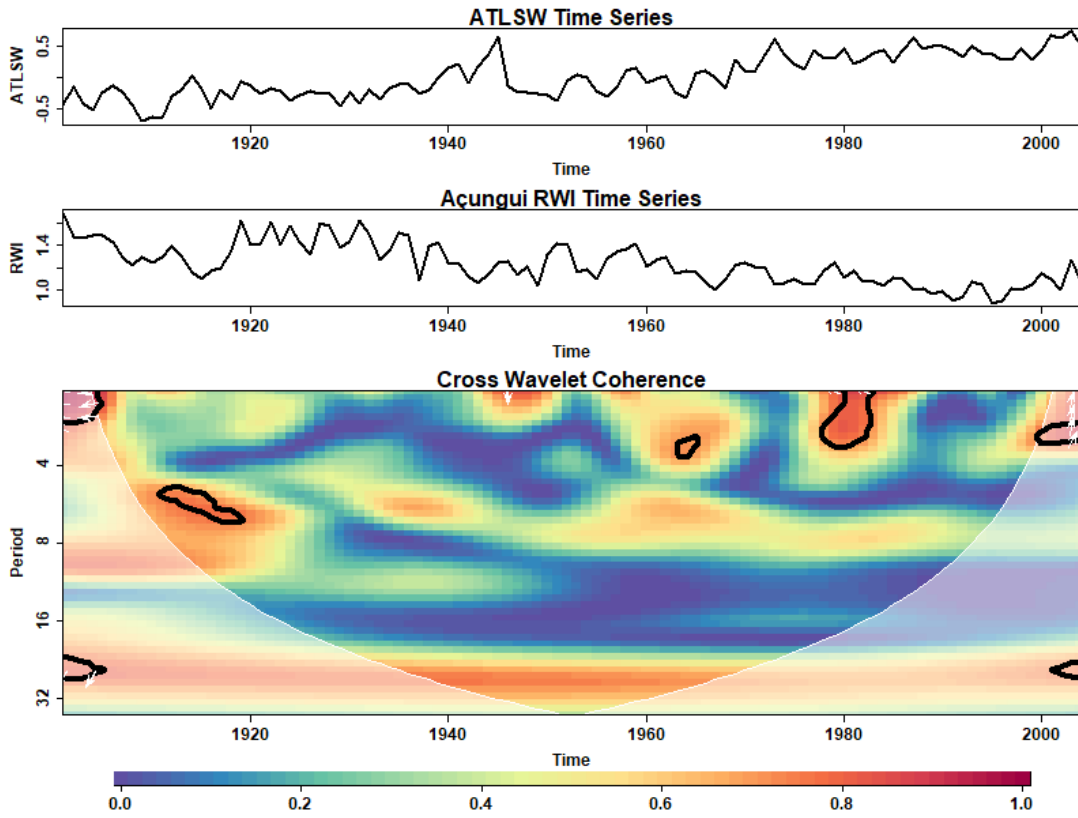 ATLSW Time Series
ATLSW
0.5
-0.5
1920 1940 1960 1980 2000
Time
Açungui RWI Time Series
RWI
1.4
1.0
1920 1940 1960 1980 2000
Time
Cross Wavelet Coherence
Period
4
8
16
32
1920 1940 1960 1980 2000
Time
0.0 0.2 0.4 0.6 0.8 1.0